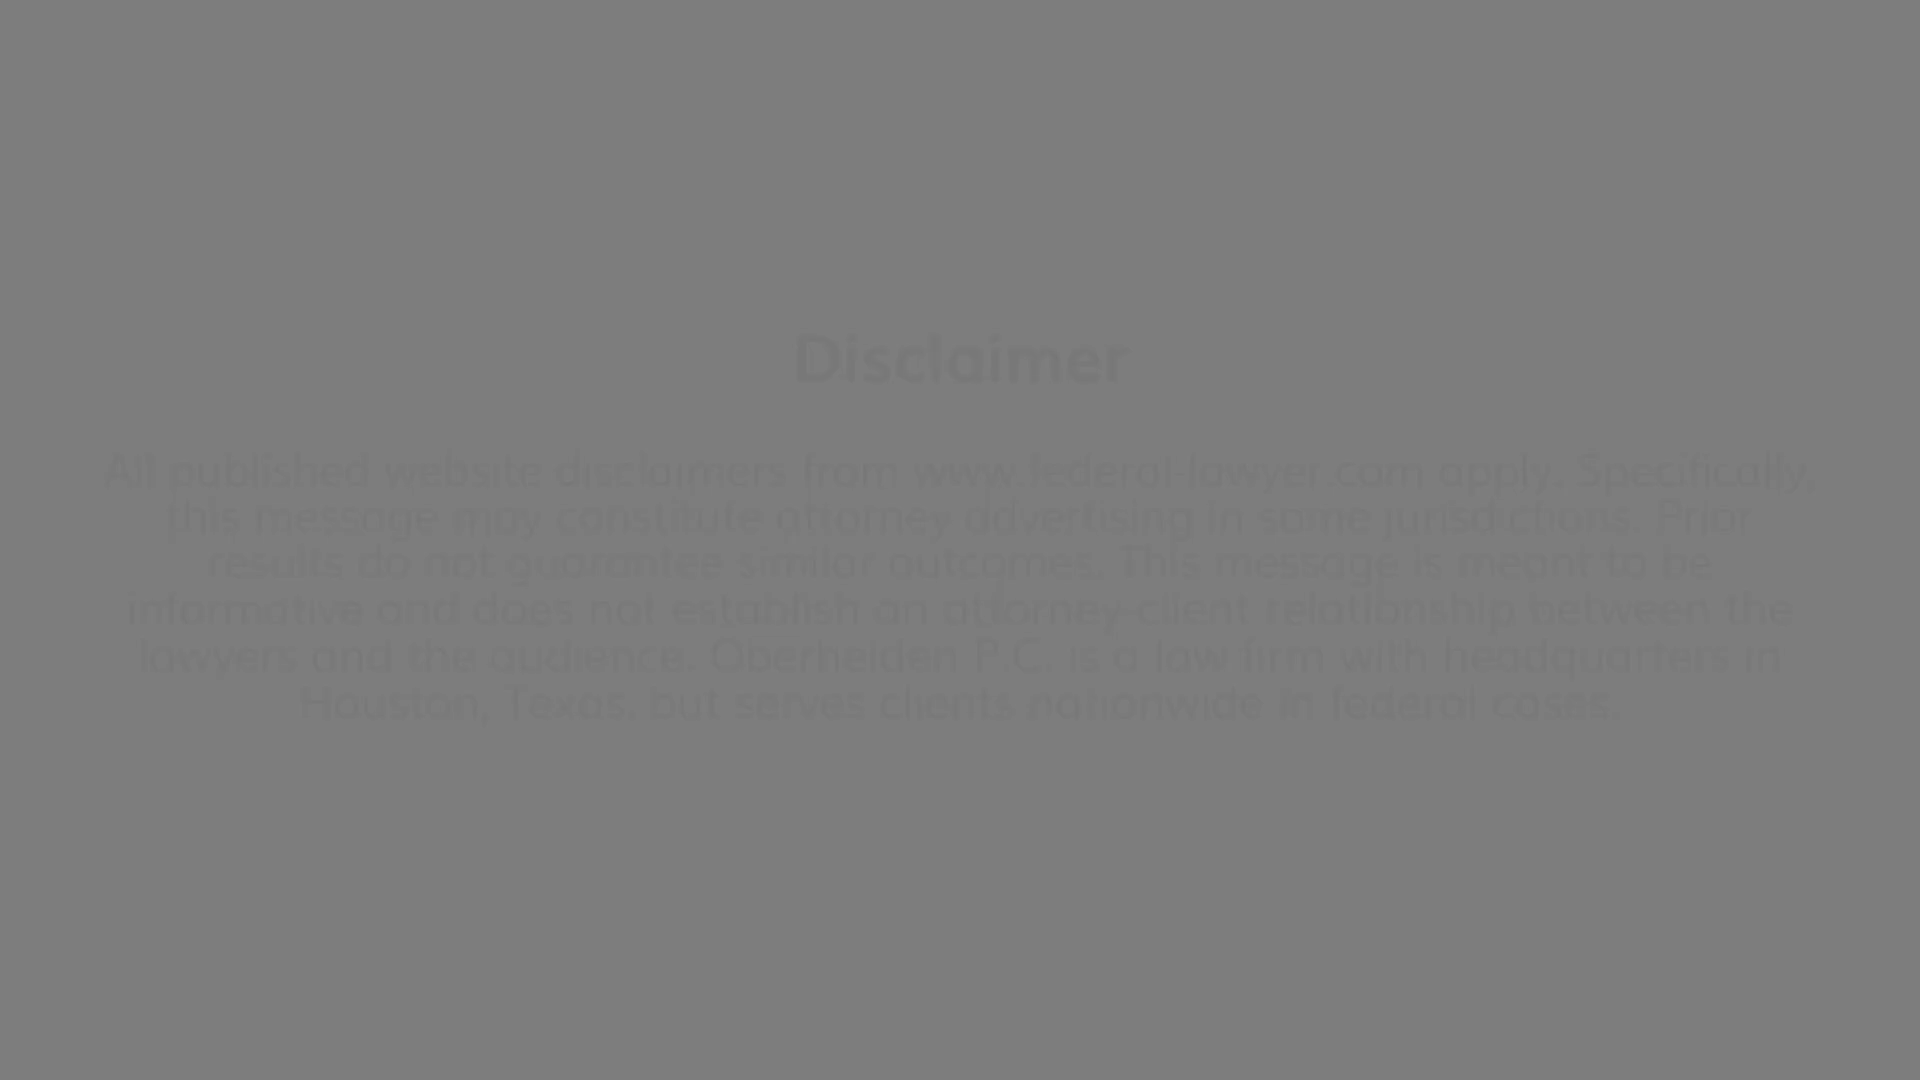 Disclaimer
All published website disclaimers from www.federal-lawyer.com apply. Specifically,
this message may constitute attorney advertising in some jurisdictions. Prior
results do not guarantee similar outcomes. This message is meant to be
informative and does not establish an attorney-client relationship between the
lawyers and the audience. Oberheiden P.C. is a law firm with headquarters in
Houston, Texas, but serves clients nationwide in federal cases.